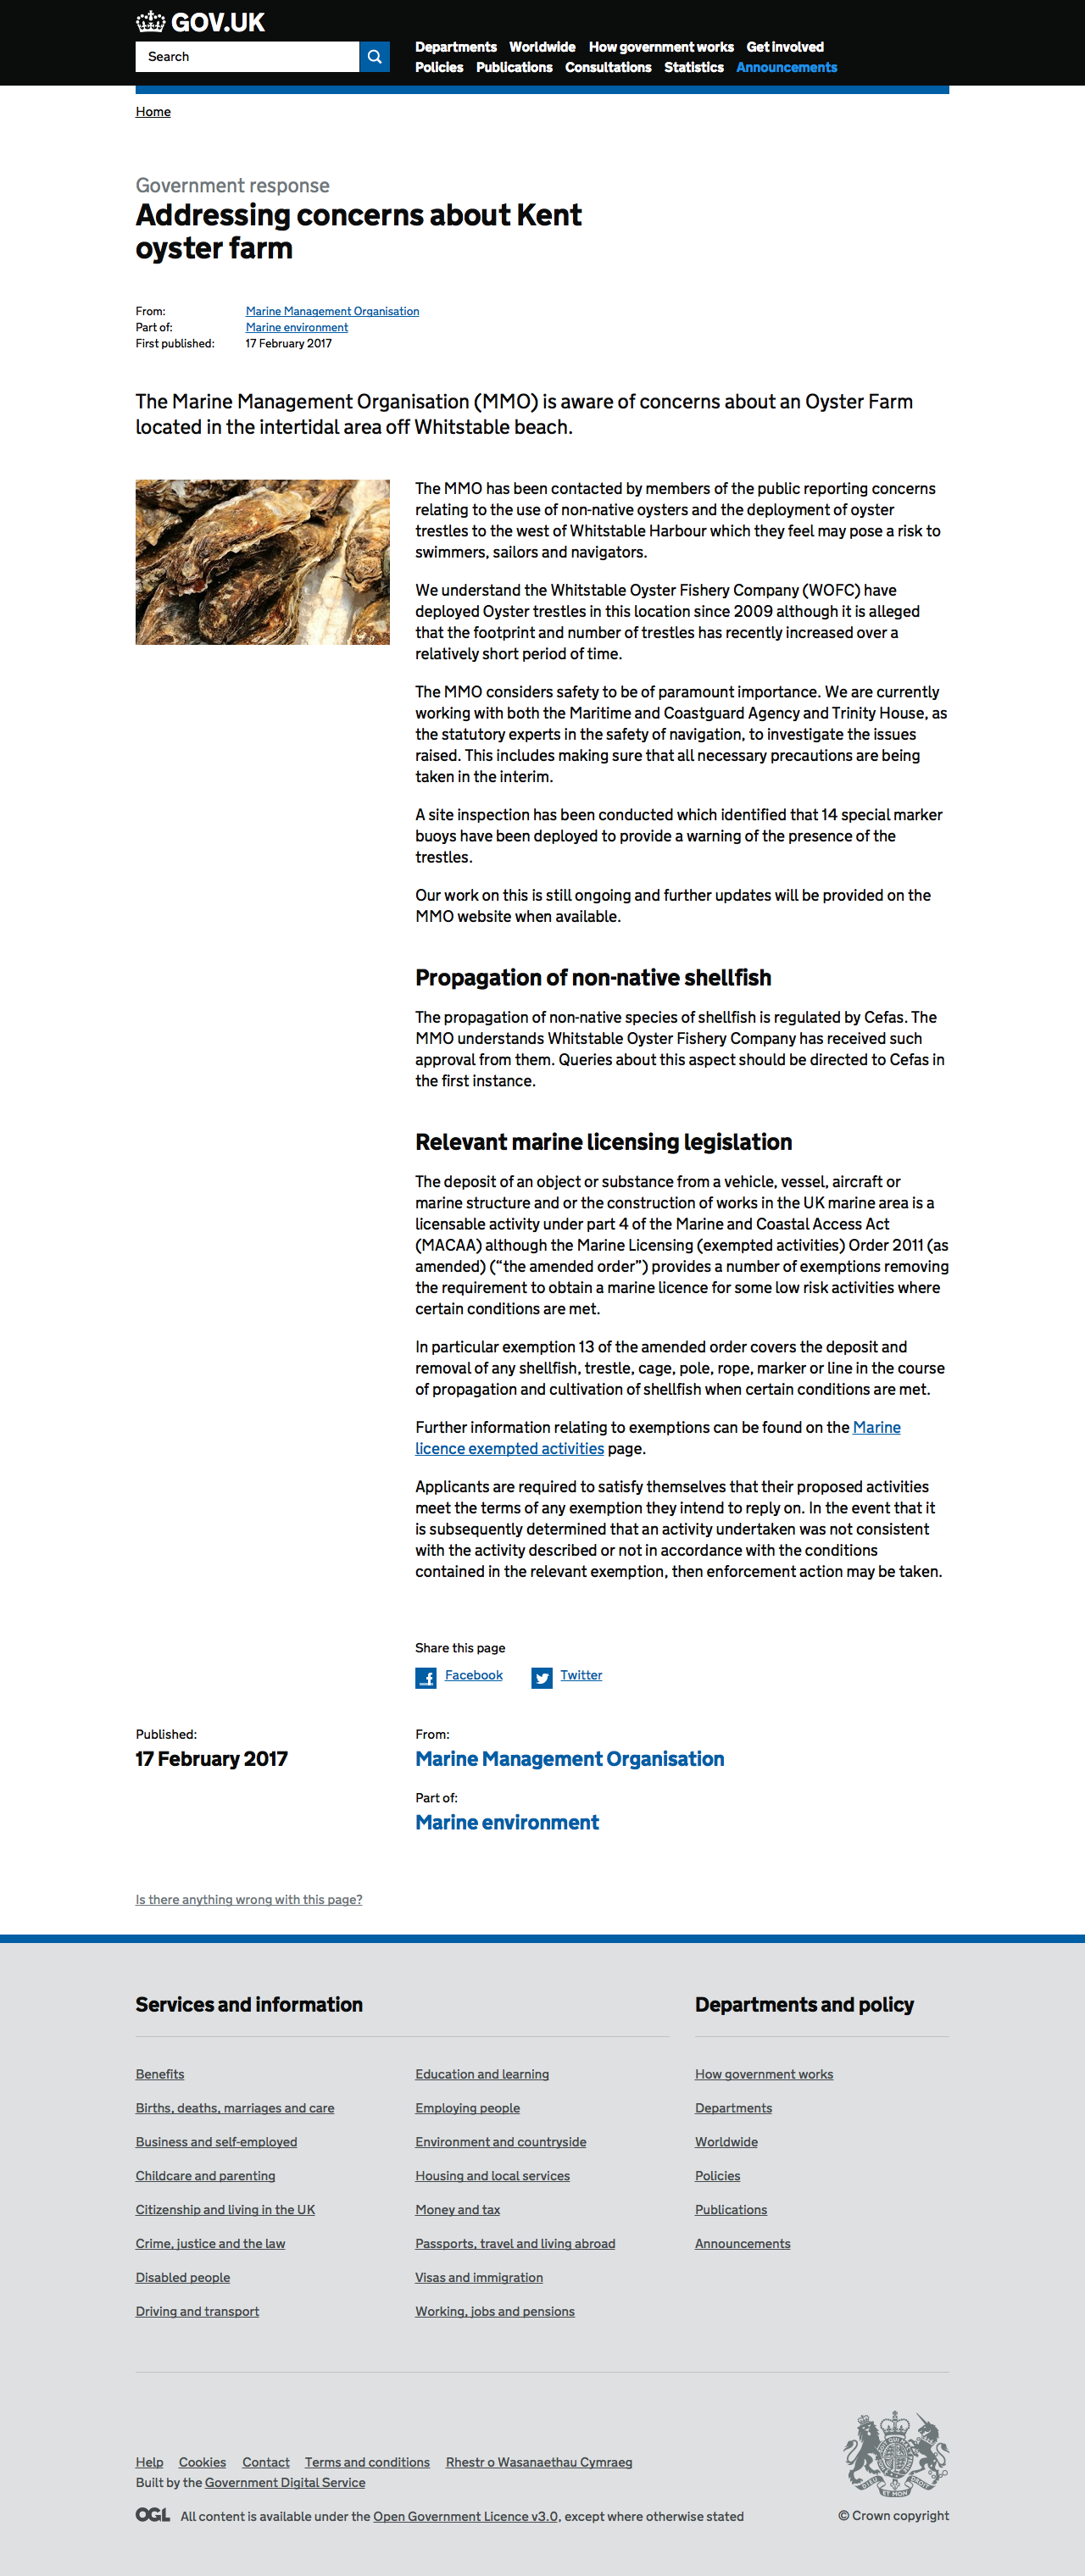 GOV.UK
Search
Departments Worldwide How government works Get involved
Policies Publications Consultations Statistics Announcements
Home
Government response
Addressing concerns about Kent
oyster farm
From: Marine Management Organisation
Part of: Marine environment
First published: 17 February 2017
The Marine Management Organisation (MMO) is aware of concerns about an Oyster Farm
located in the intertidal area off Whitstable beach.
The MMO has been contacted by members of the public reporting concerns
relating to the use of non-native oysters and the deployment of oyster
trestles to the west of Whitstable Harbour which they feel may pose a risk to
swimmers, sailors and navigators.
We understand the Whitstable Oyster Fishery Company (WOFC) have
deployed Oyster trestles in this location since 2009 although it is alleged
that the footprint and number of trestles has recently increased over a
relatively short period of time.
The MMO considers safety to be of paramount importance. We are currently
working with both the Maritime and Coastguard Agency and Trinity House, as
the statutory experts in the safety of navigation, to investigate the issues
raised. This includes making sure that all necessary precautions are being
taken in the interim.
A site inspection has been conducted which identified that 14 special marker
buoys have been deployed to provide a warning of the presence of the
trestles.
Our work on this is still ongoing and further updates will be provided on the
MMO website when available.
Propagation of non-native shellfish
The propagation of non-native species of shellfish is regulated by Cefas. The
MMO understands Whitstable Oyster Fishery Company has received such
approval from them. Queries about this aspect should be directed to Cefas in
the first instance.
Relevant marine licensing legislation
The deposit of an object or substance from a vehicle, vessel, aircraft or
marine structure and or the construction of works in the UK marine area is a
licensable activity under part 4 of the Marine and Coastal Access Act
(MACAA) although the Marine Licensing (exempted activities) Order 2011 (as
amended) (“the amended order”) provides a number of exemptions removing
the requirement to obtain a marine licence for some low risk activities where
certain conditions are met.
In particular exemption 13 of the amended order covers the deposit and
removal of any shellfish, trestle, cage, pole, rope, marker or line in the course
of propagation and cultivation of shellfish when certain conditions are met.
Further information relating to exemptions can be found on the Marine
licence exempted activities page.
Applicants are required to satisfy themselves that their proposed activities
meet the terms of any exemption they intend to reply on. In the event that it
is subsequently determined that an activity undertaken was not consistent
with the activity described or not in accordance with the conditions
contained in the relevant exemption, then enforcement action may be taken.
Share this page
Facebook Twitter
Published:
17 February 2017
From:
Marine Management Organisation
Part of:
Marine environment
Is there anything wrong with this page?
Services and information
Benefits
Births, deaths, marriages and care
Business and self-employed
Childcare and parenting
Citizenship and living in the UK
Crime, justice and the law
Disabled people
Driving and transport
Education and learning
Employing people
Environment and countryside
Housing and local services
Money and tax
Passports, travel and living abroad
Visas and immigration
Working, jobs and pensions
Departments and policy
How government works
Departments
Worldwide
Policies
Publications
Announcements
Help Cookies Contact Terms and conditions Rhestr o Wasanaethau Cymraeg
Built by the Government Digital Service
OGL All content is available under the Open Government Licence v3.0, except where otherwise stated
© Crown copyright